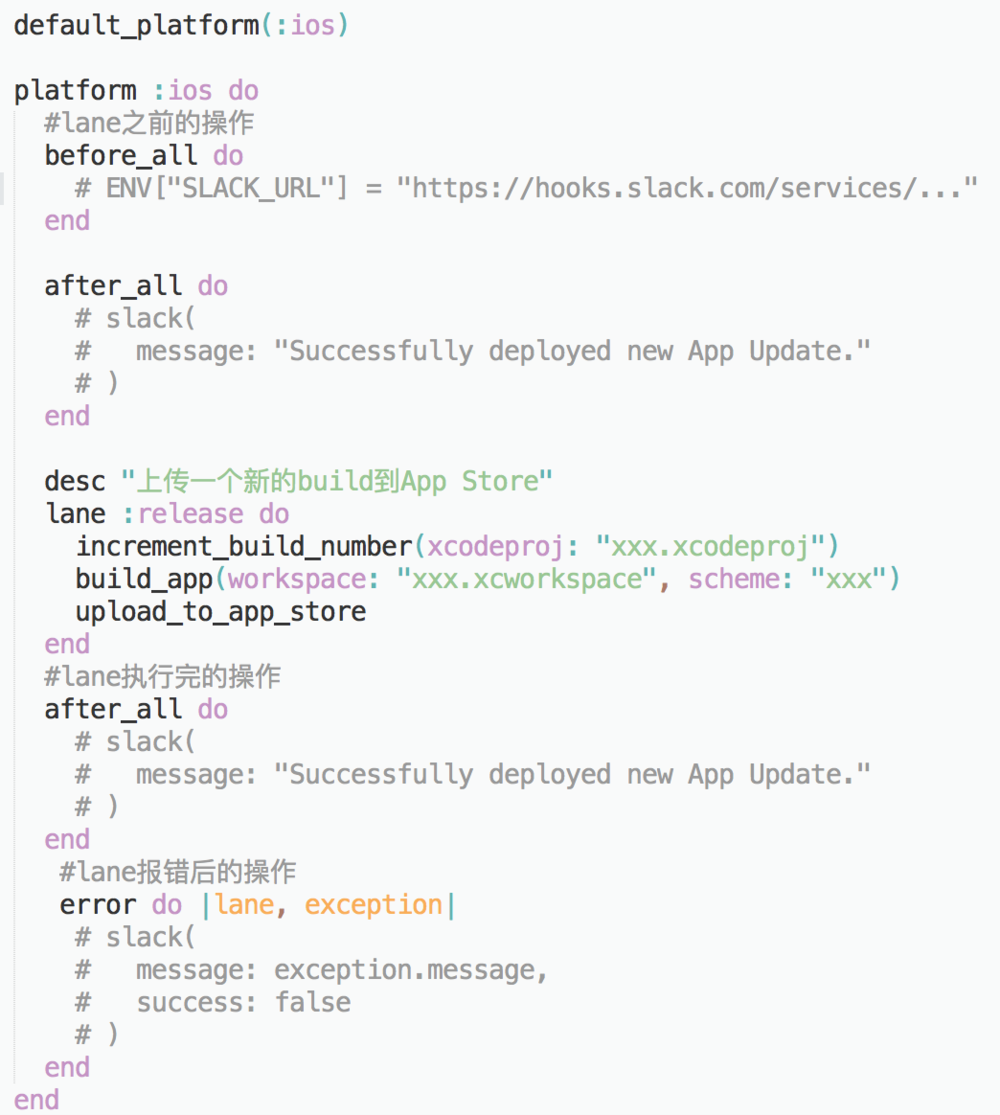 default_platform(:ios)
platform :ios do
#lane之前的操作
before_all do
# ENV["SLACK_URL"] = "https://hooks.slack.com/services/..."
end
after_all do
# slack(
#   message: "Successfully deployed new App Update."
# )
end
desc "上传一个新的build到App Store"
lane :release do
increment_build_number(xcodeproj: "xxx.xcodeproj")
build_app(workspace: "xxx.xcworkspace", scheme: "xxx")
upload_to_app_store
end
#lane执行完的操作
after_all do
# slack(
#   message: "Successfully deployed new App Update."
# )
end
#lane报错后的操作
error do |lane, exception|
# slack(
#   message: exception.message,
#   success: false
# )
end
end